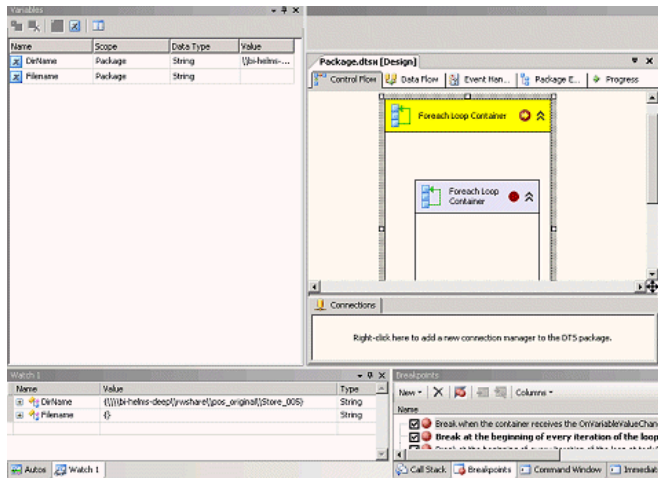 Variables
Name Scope Data Type Value
DirName Package String \\bi-helms-...
Filename Package String
Package.dtsx [Design]
Control Flow Data Flow Event Han... Package E... Progress
Foreach Loop Container
Foreach Loop
Container
Connections
Right-click here to add a new connection manager to the DTS package.
Watch 1
Name Value Type
DirName {\\\\bi-helms-deep\\rwshare\\pos_original\\Store_005} String
Filename {} String
Autos Watch 1
Breakpoints
New Columns
Name
Break when the container receives the OnVariableValueChan
Break at the beginning of every iteration of the loop
Call Stack Breakpoints Command Window Immediat